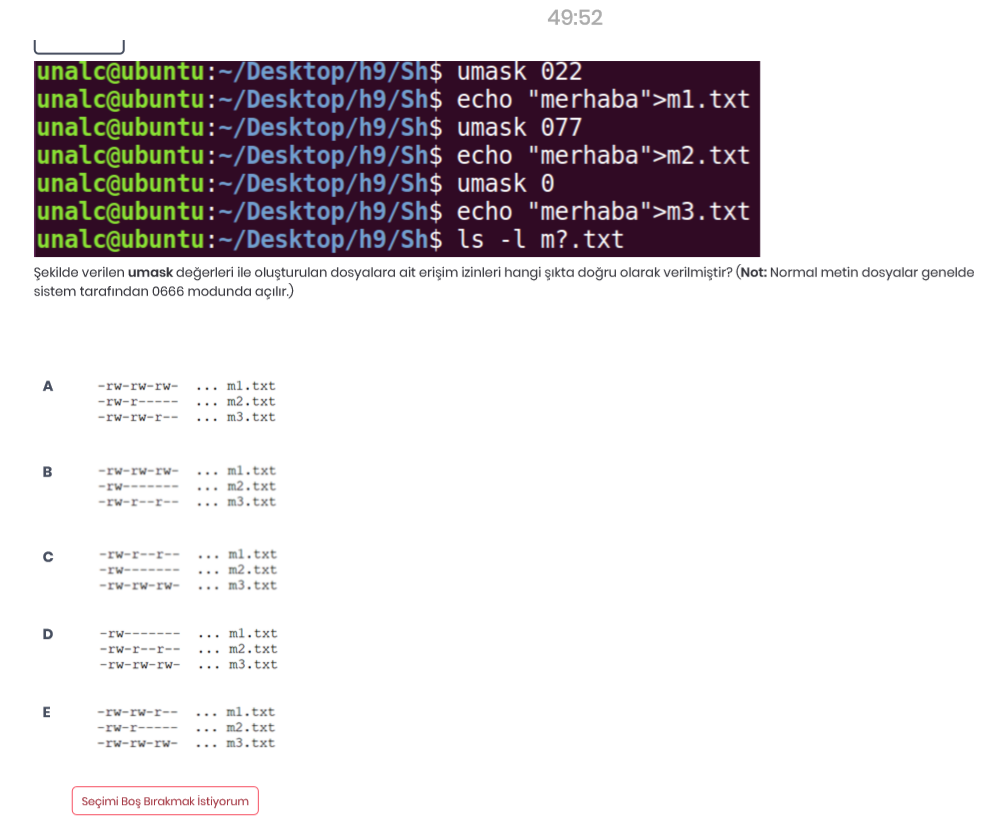 49:52
unalc@ubuntu:~/Desktop/h9/Sh$ umask 022
unalc@ubuntu:~/Desktop/h9/Sh$ echo "merhaba">m1.txt
unalc@ubuntu:~/Desktop/h9/Sh$ umask 077
unalc@ubuntu:~/Desktop/h9/Sh$ echo "merhaba">m2.txt
unalc@ubuntu:~/Desktop/h9/Sh$ umask 0
unalc@ubuntu:~/Desktop/h9/Sh$ echo "merhaba">m3.txt
unalc@ubuntu:~/Desktop/h9/Sh$ ls -l m?.txt
Şekilde verilen umask değerleri ile oluşturulan dosyalara ait erişim izinleri hangi şıkta doğru olarak verilmiştir? (Not: Normal metin dosyalar genelde
sistem tarafından 0666 modunda açılır.)
A -rw-rw-rw- ... m1.txt
-rw-r----- ... m2.txt
-rw-rw-r-- ... m3.txt
B -rw-rw-rw- ... m1.txt
-rw------- ... m2.txt
-rw-r--r-- ... m3.txt
C -rw-r--r-- ... m1.txt
-rw------- ... m2.txt
-rw-rw-rw- ... m3.txt
D -rw------- ... m1.txt
-rw-r--r-- ... m2.txt
-rw-rw-rw- ... m3.txt
E -rw-rw-r-- ... m1.txt
-rw-r----- ... m2.txt
-rw-rw-rw- ... m3.txt
Seçimi Boş Bırakmak İstiyorum